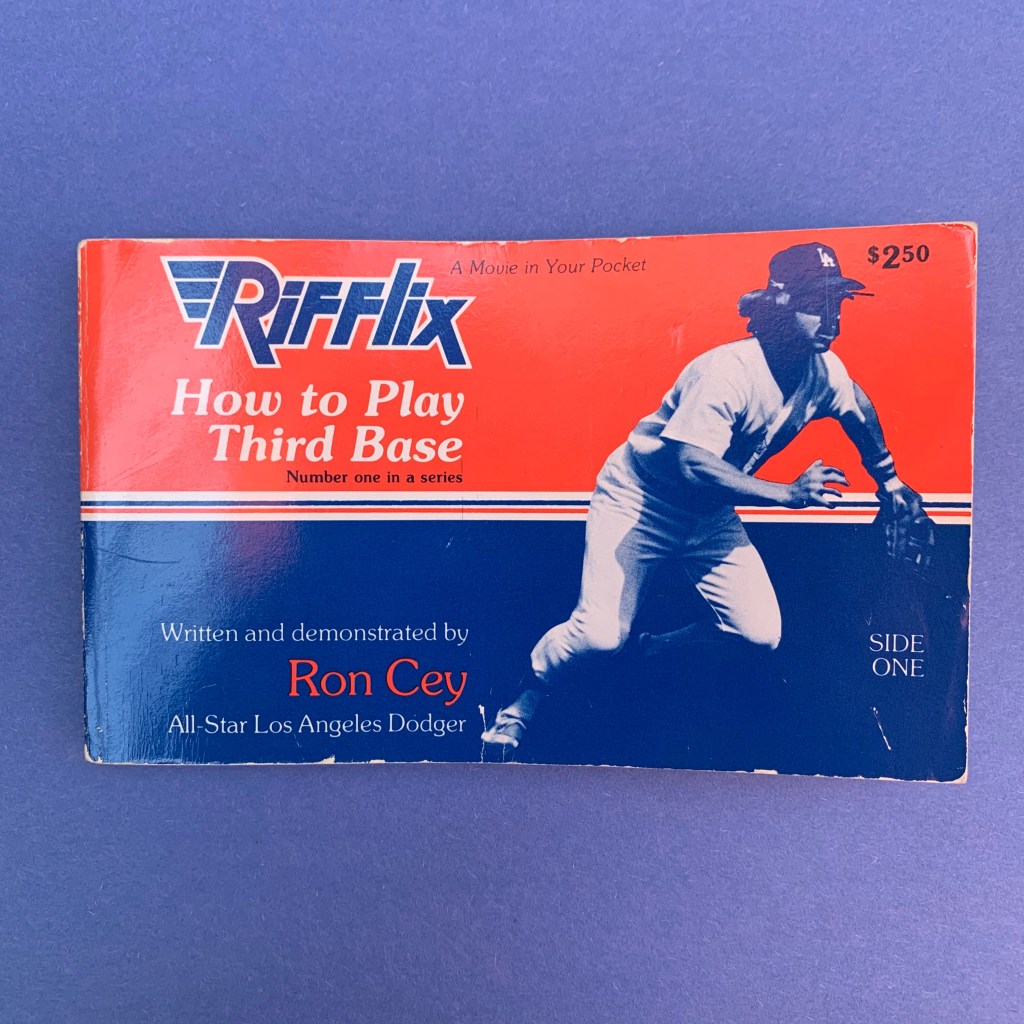 RiFFlix
A Movie in Your Pocket
$2.50
LA
How to Play
Third Base
Number one in a series
Written and demonstrated by
Ron Cey
All-Star Los Angeles Dodger
SIDE
ONE